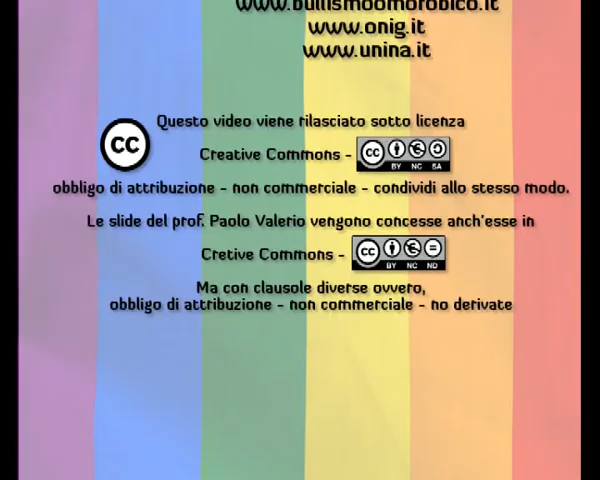 www.bullismoomofobico.it
www.onig.it
www.unina.it
Questo video viene rilasciato sotto licenza
cc
Creative Commons - cc BY NC SA
obbligo di attribuzione - non commerciale - condividi allo stesso modo.
Le slide del prof. Paolo Valerio vengono concesse anch'esse in
Cretive Commons - cc BY NC ND
Ma con clausole diverse ovvero,
obbligo di attribuzione - non commerciale - no derivate